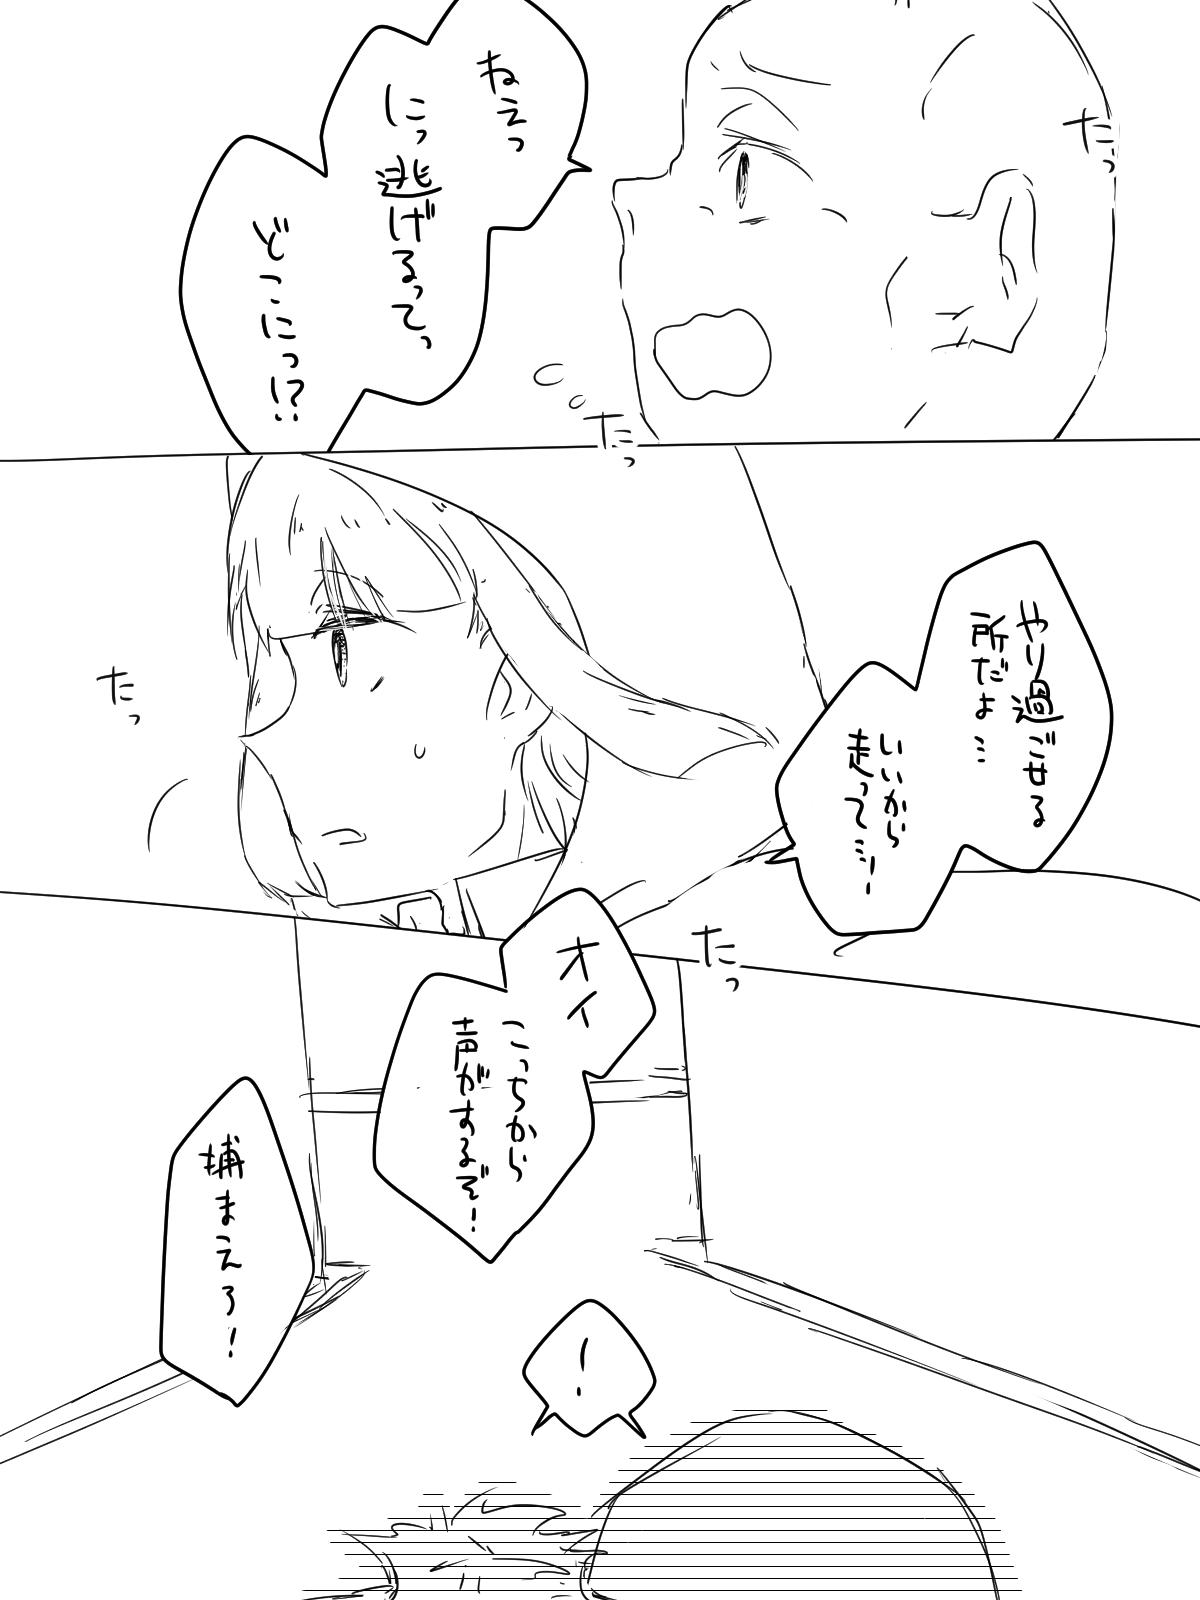 たっ
ねえっ
にっ逃げるって、
どこにっ!?
たっ
やり過ごせる
所だよ…
いいから
走って…!
たっ
たっ
オイ
こっちから
声がするぞ!
捕まえろ!
!